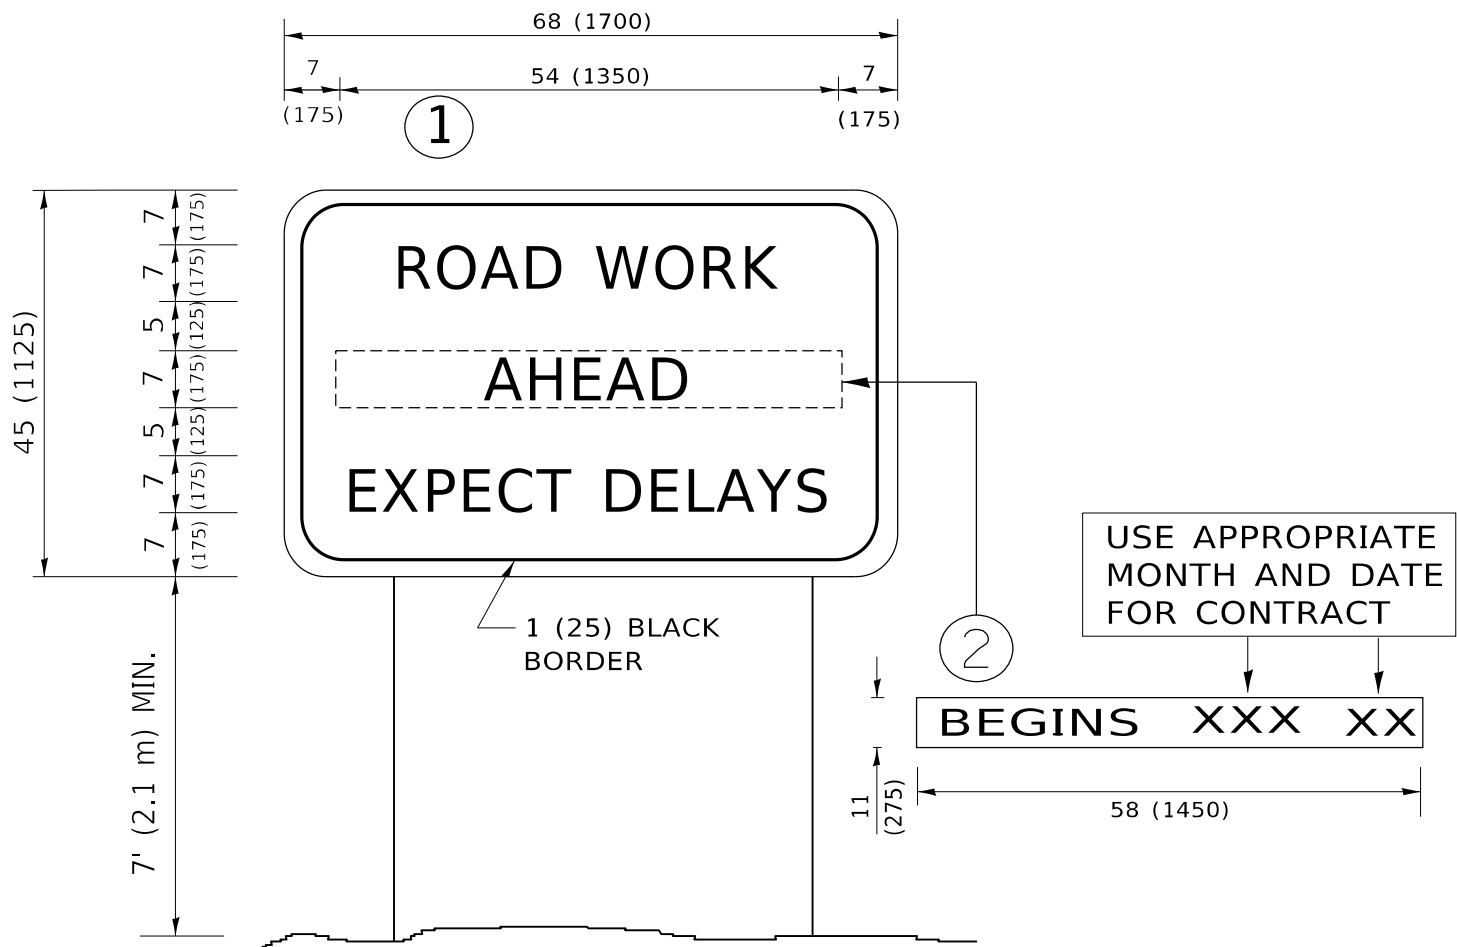 68 (1700)
7
54 (1350)
7
(175)
(175)
1
ROAD WORK
AHEAD
EXPECT DELAYS
45 (1125)
7 (175)
7 (175)
5 (125)
7 (175)
5 (125)
7 (175)
7 (175)
7' (2.1 m) MIN.
1 (25) BLACK
BORDER
2
USE APPROPRIATE
MONTH AND DATE
FOR CONTRACT
BEGINS XXX XX
11
(275)
58 (1450)